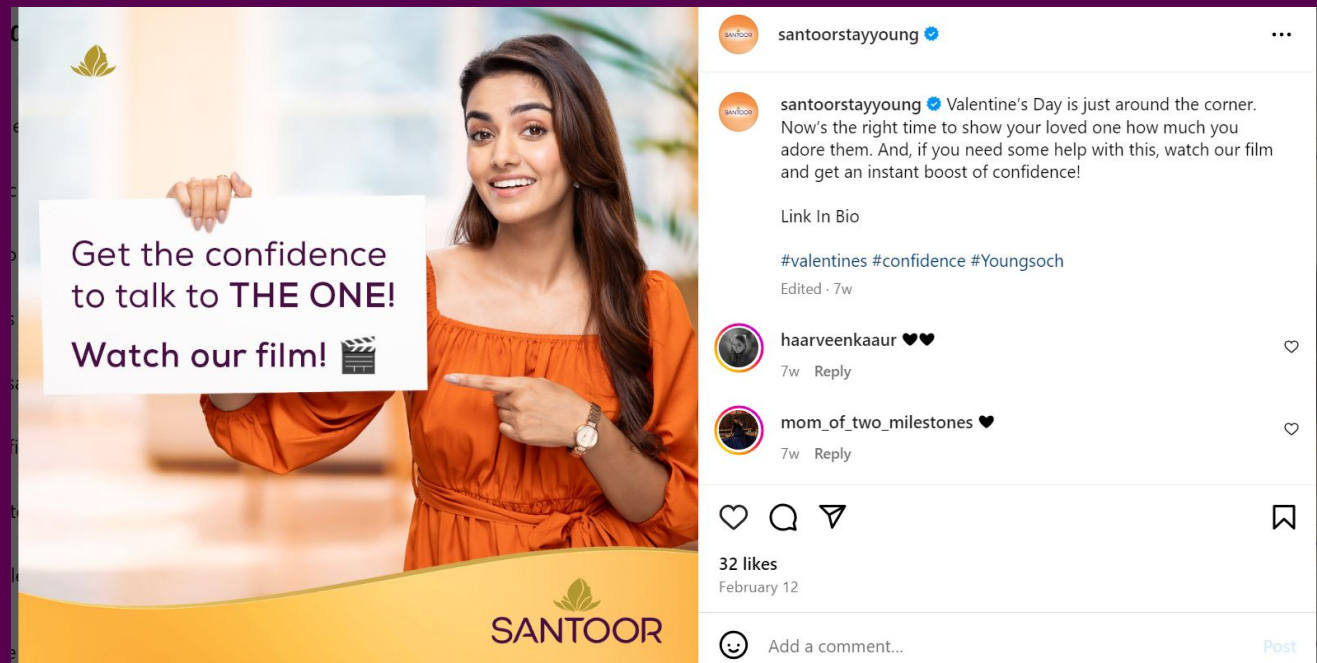 Get the confidence
to talk to THE ONE!
Watch our film! 🎬
SANTOOR
SANTOOR
santoorstayyoung
SANTOOR
santoorstayyoung Valentine's Day is just around the corner.
Now's the right time to show your loved one how much you
adore them. And, if you need some help with this, watch our film
and get an instant boost of confidence!
Link In Bio
#valentines #confidence #Youngsoch
Edited · 7w
haarveenkaaur 🖤🖤
7w Reply
mom_of_two_milestones 🖤
7w Reply
32 likes
February 12
Add a comment...
Post